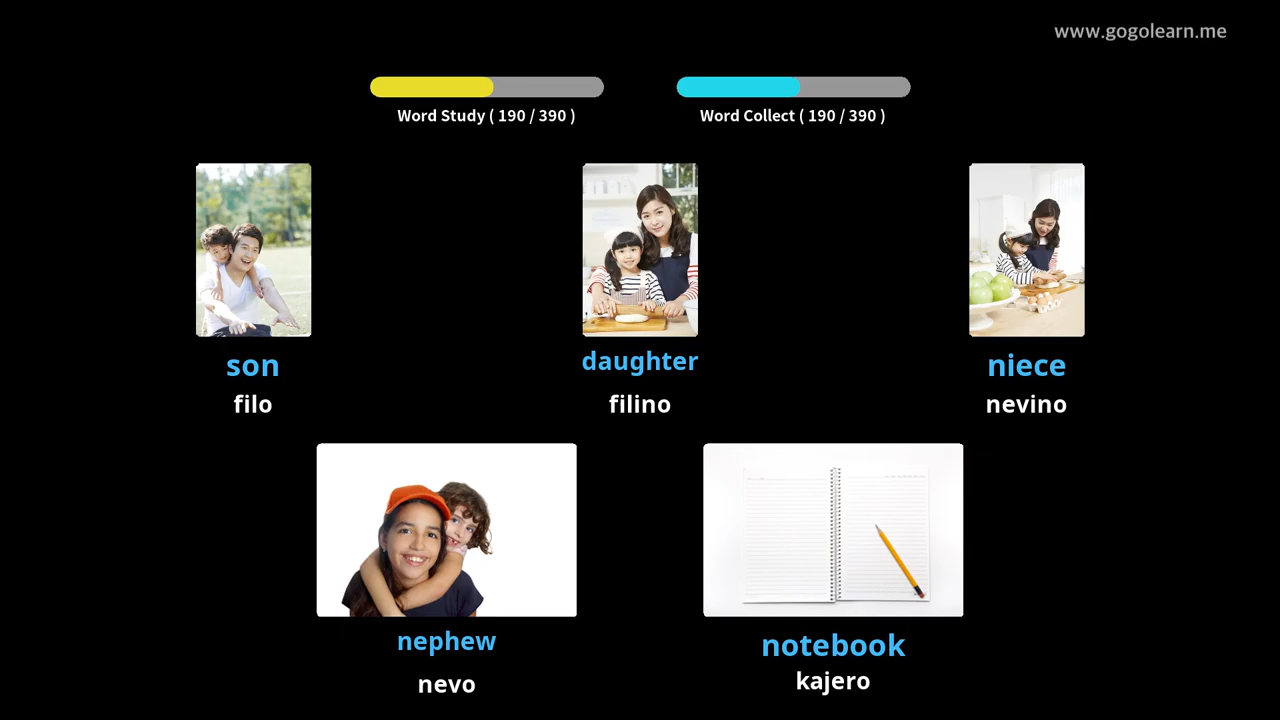 www.gogolearn.me
Word Study ( 190 / 390 )
Word Collect ( 190 / 390 )
son
filo
daughter
filino
niece
nevino
nephew
nevo
notebook
kajero